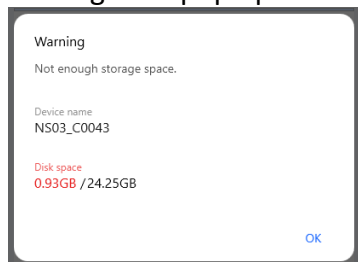 Warning
Not enough storage space.
Device name
NS03_C0043
Disk space
0.93GB / 24.25GB
OK